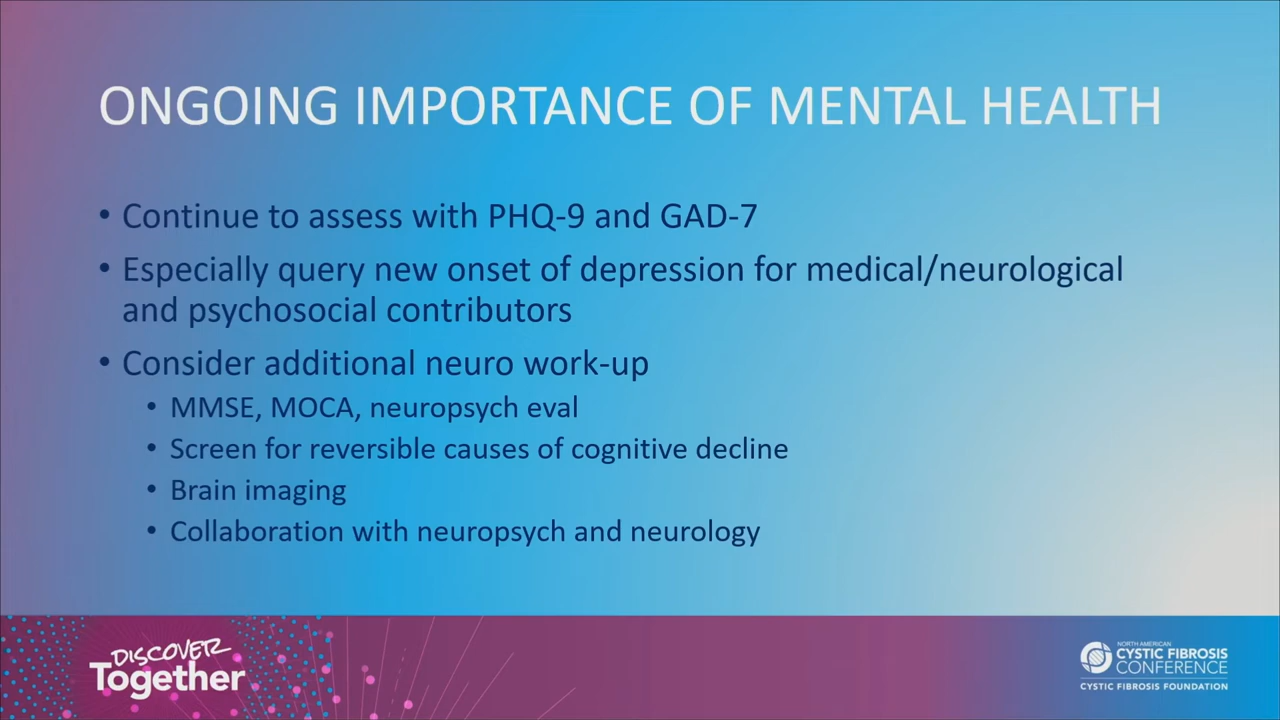 ONGOING IMPORTANCE OF MENTAL HEALTH
• Continue to assess with PHQ-9 and GAD-7
• Especially query new onset of depression for medical/neurological
and psychosocial contributors
• Consider additional neuro work-up
• MMSE, MOCA, neuropsych eval
• Screen for reversible causes of cognitive decline
• Brain imaging
• Collaboration with neuropsych and neurology
DISCOVER
Together
NORTH AMERICAN
CYSTIC FIBROSIS
CONFERENCE
CYSTIC FIBROSIS FOUNDATION